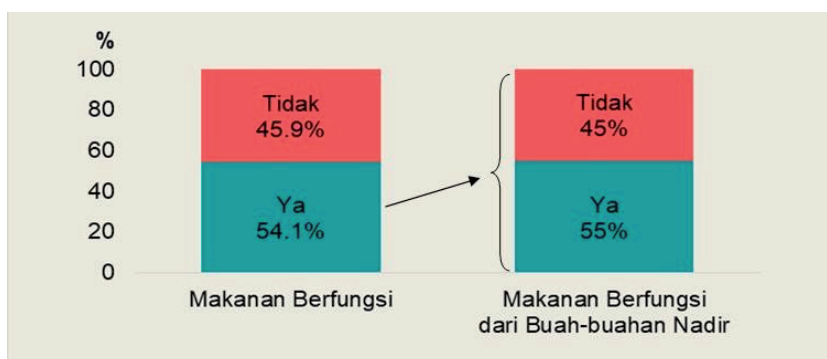 %
100
80
60
40
20
0
Tidak
45.9%
Ya
54.1%
Tidak
45%
Ya
55%
Makanan Berfungsi
Makanan Berfungsi
dari Buah-buahan Nadir